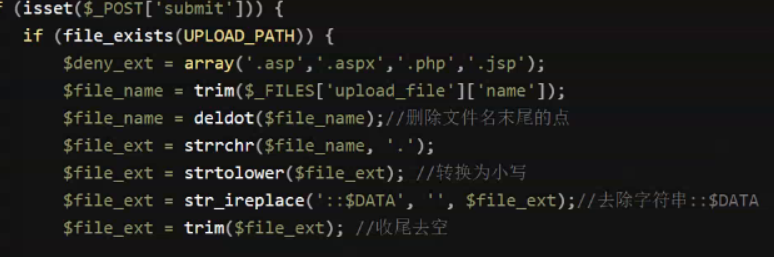 f (isset($_POST['submit'])) {
if (file_exists(UPLOAD_PATH)) {
$deny_ext = array('.asp','.aspx','.php','.jsp');
$file_name = trim($_FILES['upload_file']['name']);
$file_name = deldot($file_name);//删除文件名末尾的点
$file_ext = strrchr($file_name, '.');
$file_ext = strtolower($file_ext); //转换为小写
$file_ext = str_ireplace('::$DATA', '', $file_ext);//去除字符串::$DATA
$file_ext = trim($file_ext); //收尾去空